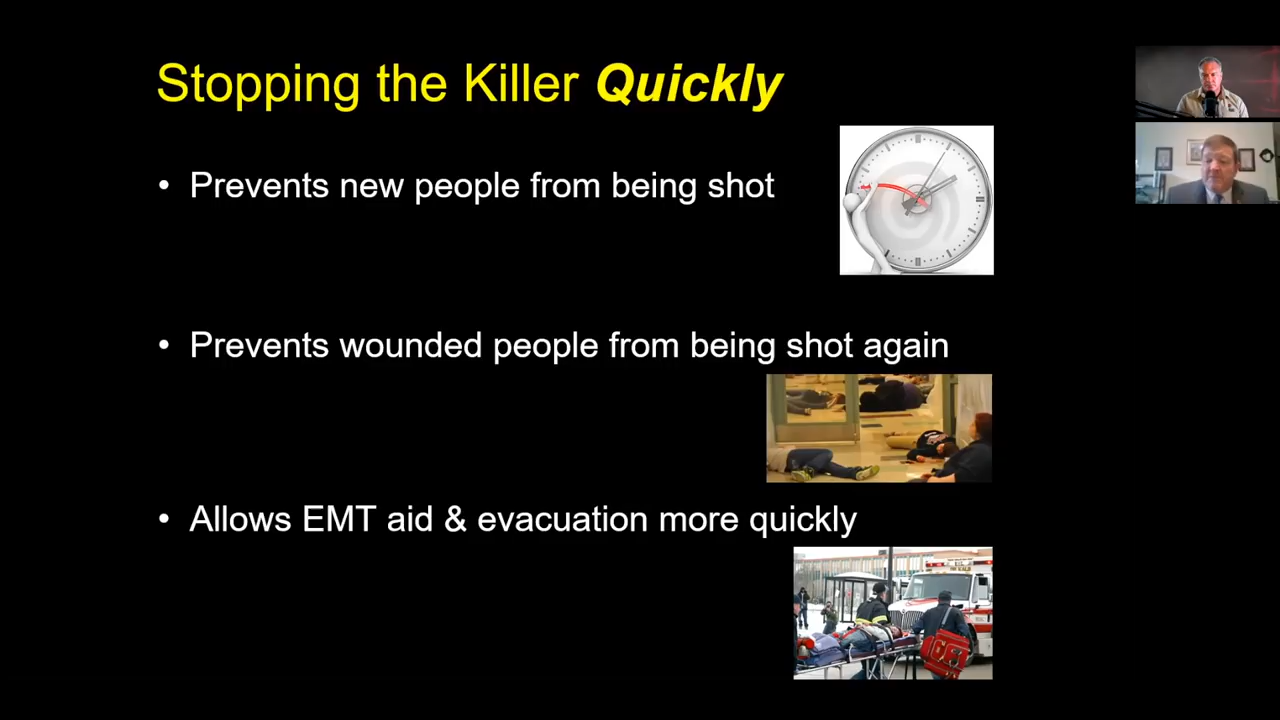 Stopping the Killer Quickly
• Prevents new people from being shot
• Prevents wounded people from being shot again
• Allows EMT aid & evacuation more quickly